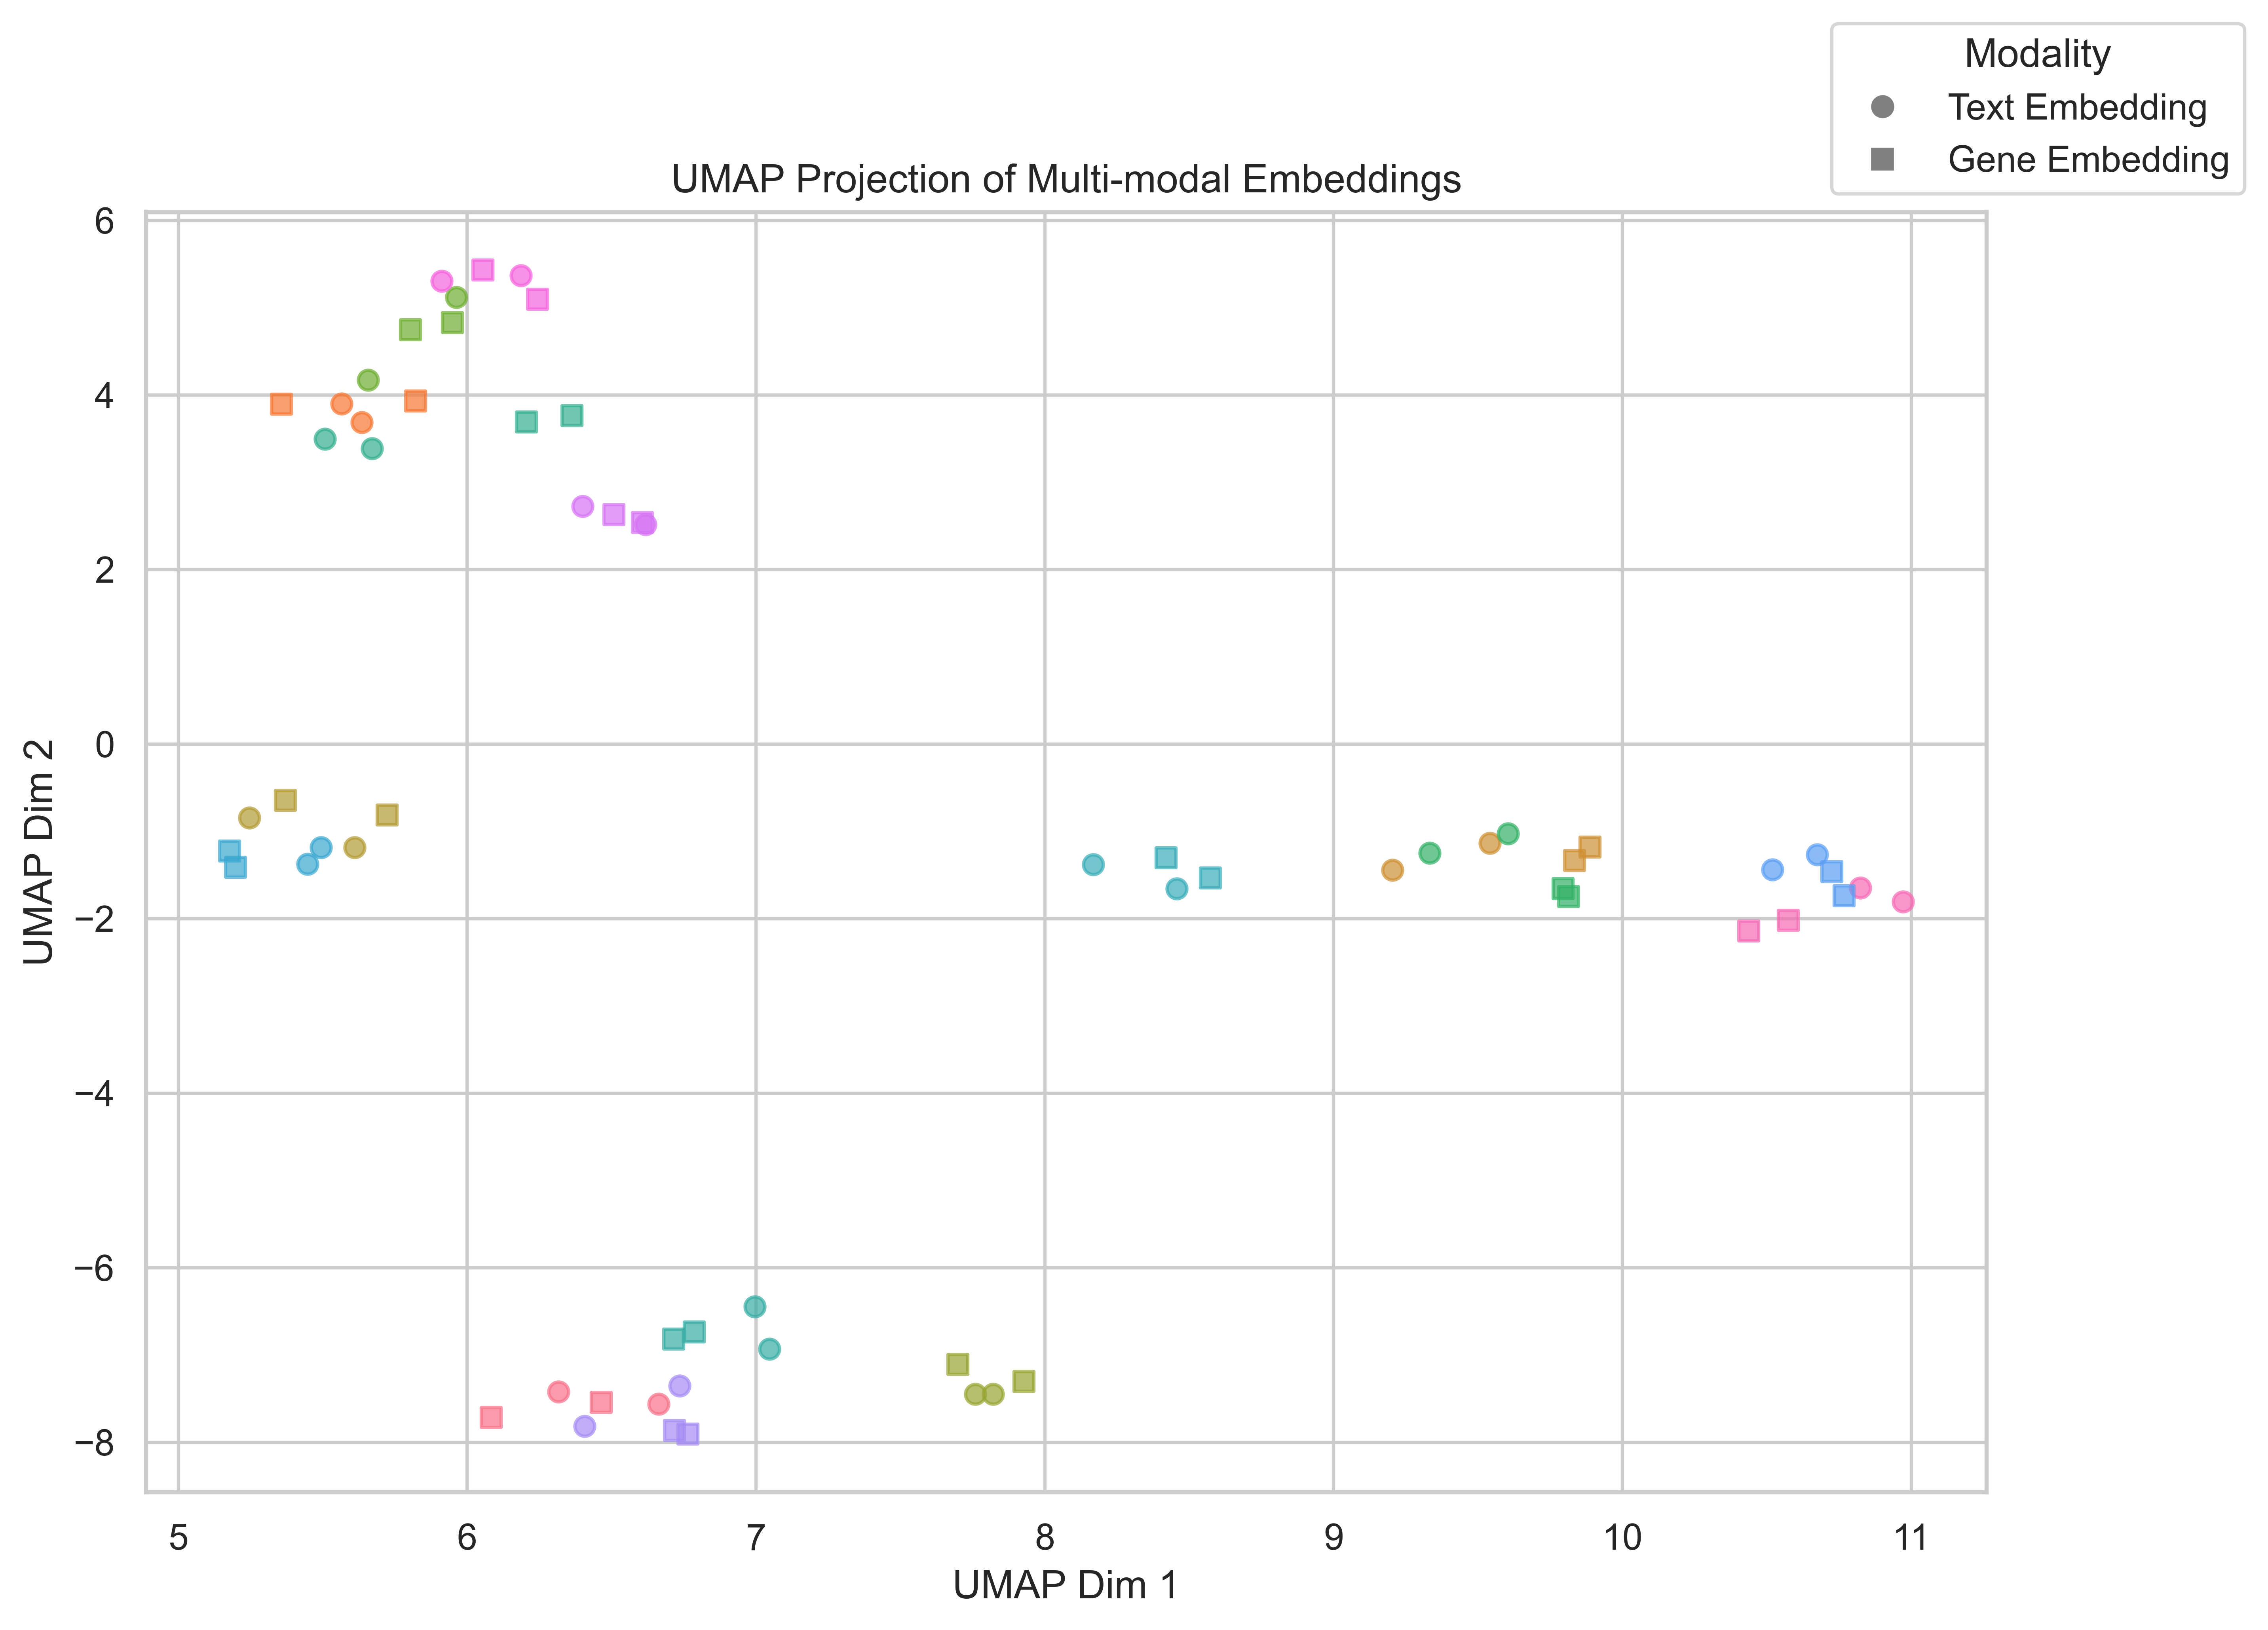 Modality
Text Embedding
Gene Embedding
UMAP Projection of Multi-modal Embeddings
6
4
2
0
−2
−4
−6
−8
UMAP Dim 2
5 6 7 8 9 10 11
UMAP Dim 1